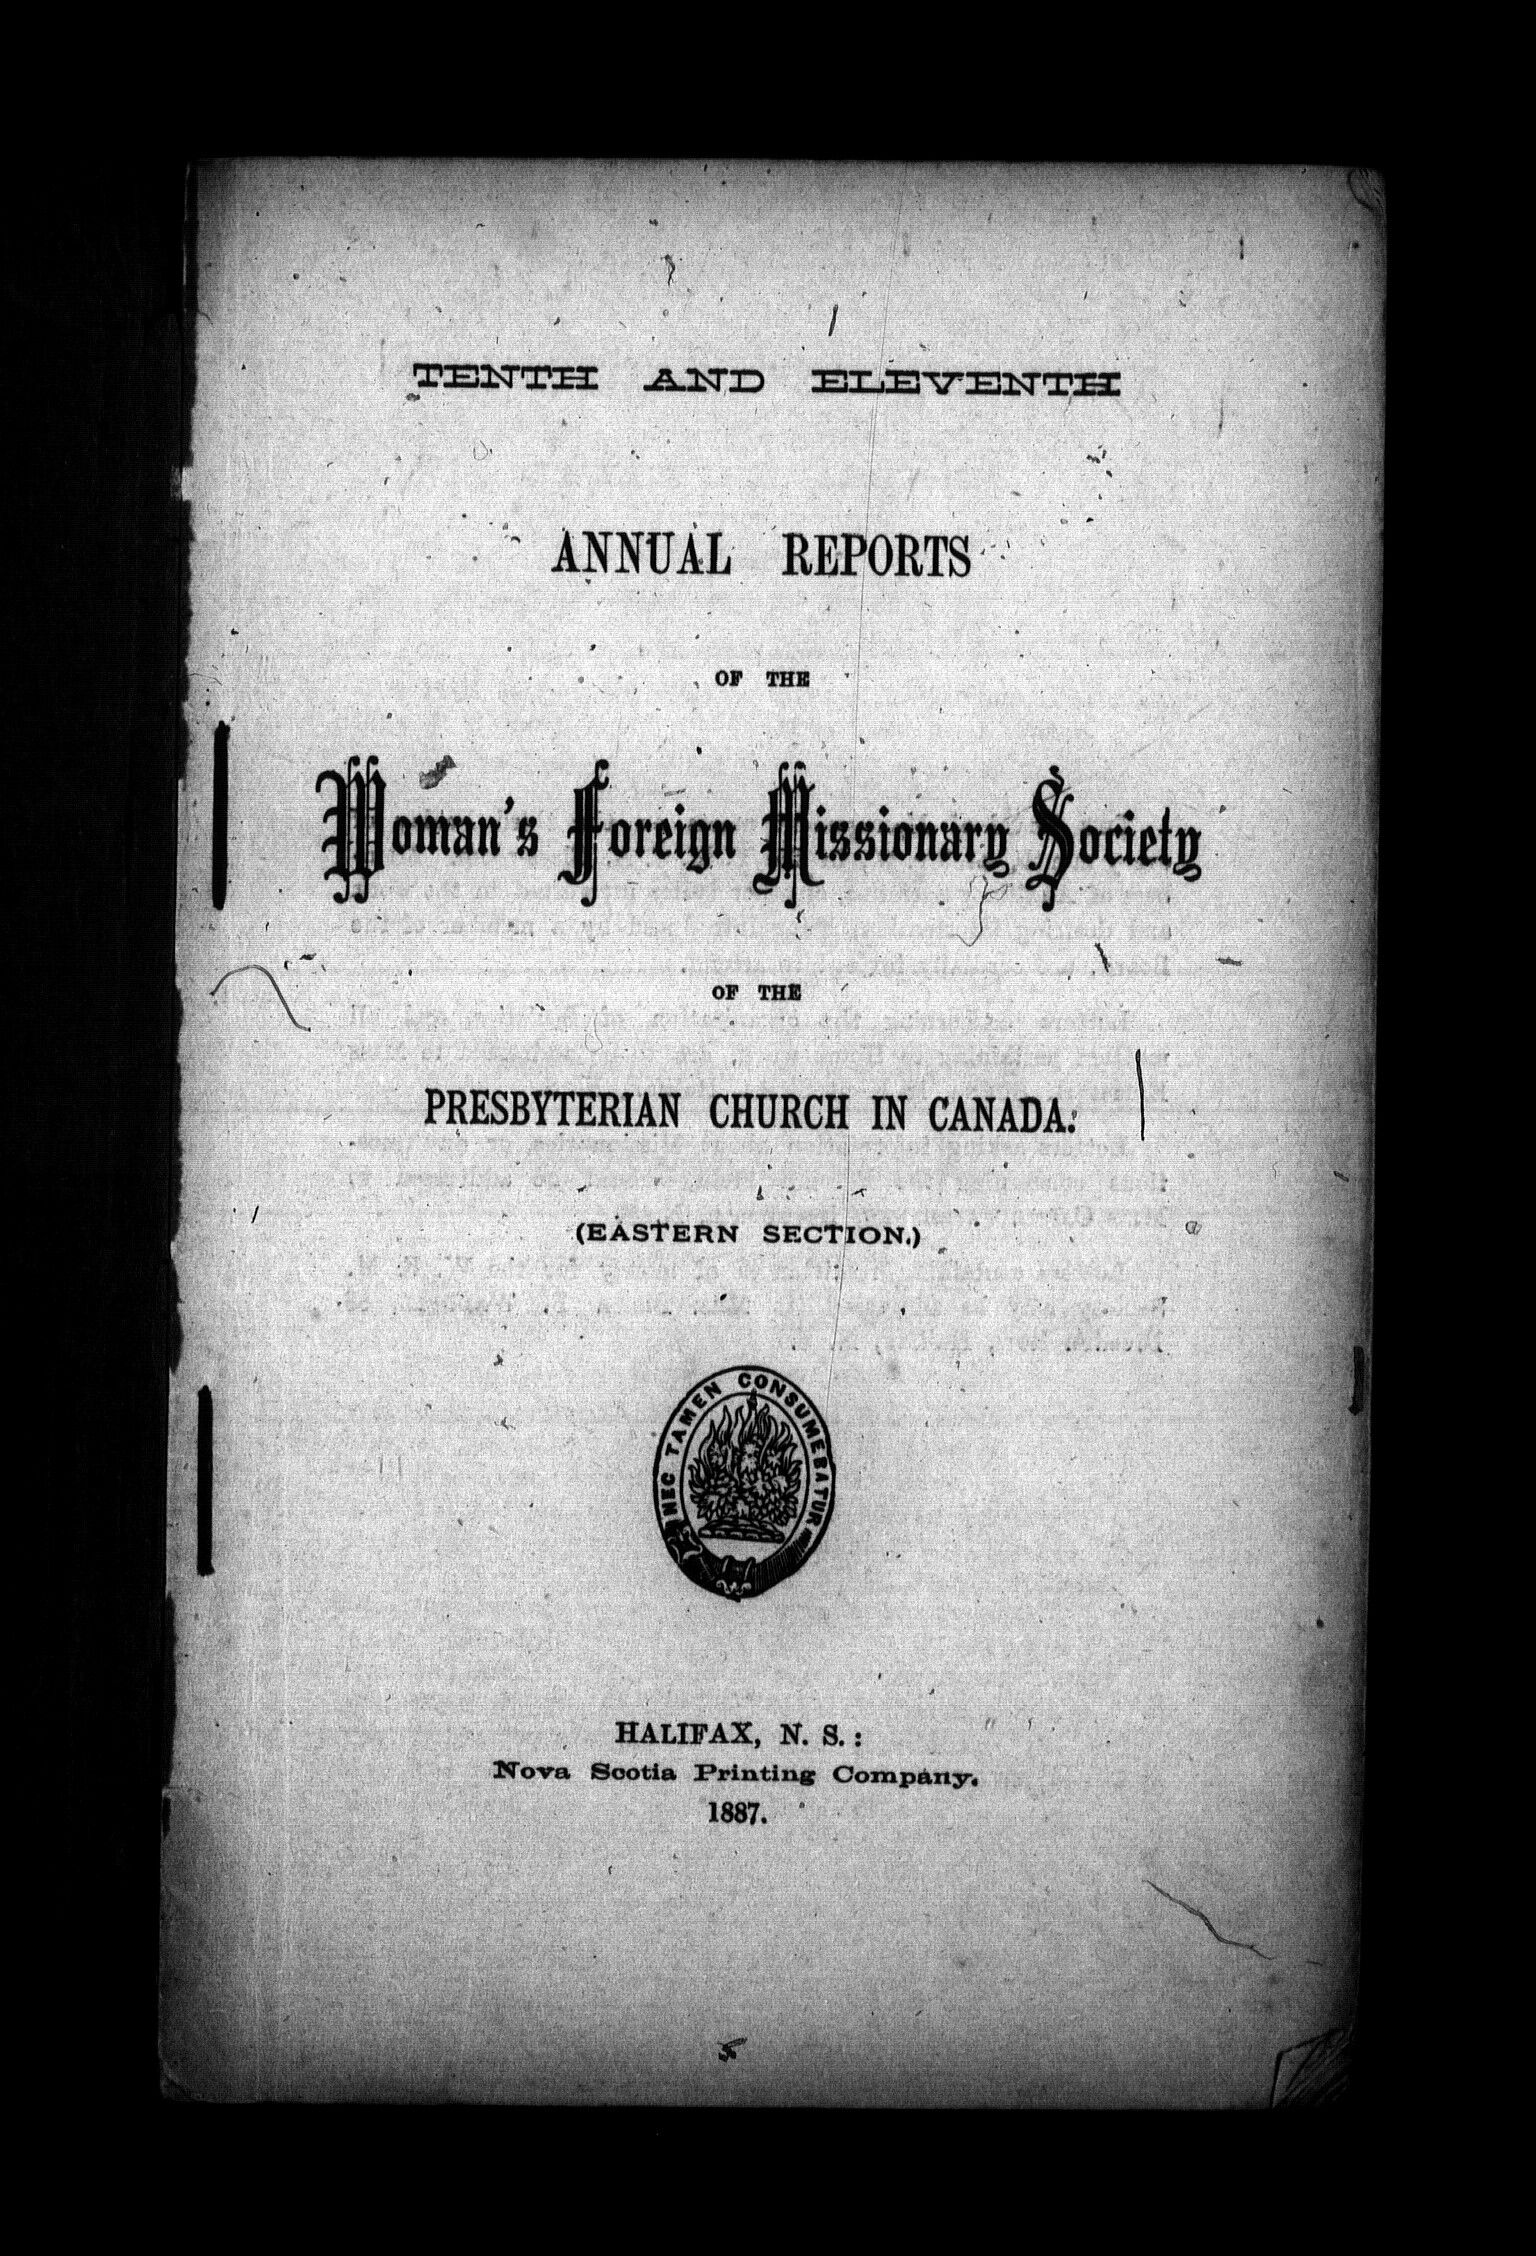 TENTH AND ELEVENTH
ANNUAL REPORTS
OF THE
Woman's Foreign Missionary Society
OF THE
PRESBYTERIAN CHURCH IN CANADA.
(EASTERN SECTION.)
NEC TAMEN CONSUMEBATUR
HALIFAX, N. S.:
Nova Scotia Printing Company.
1887.